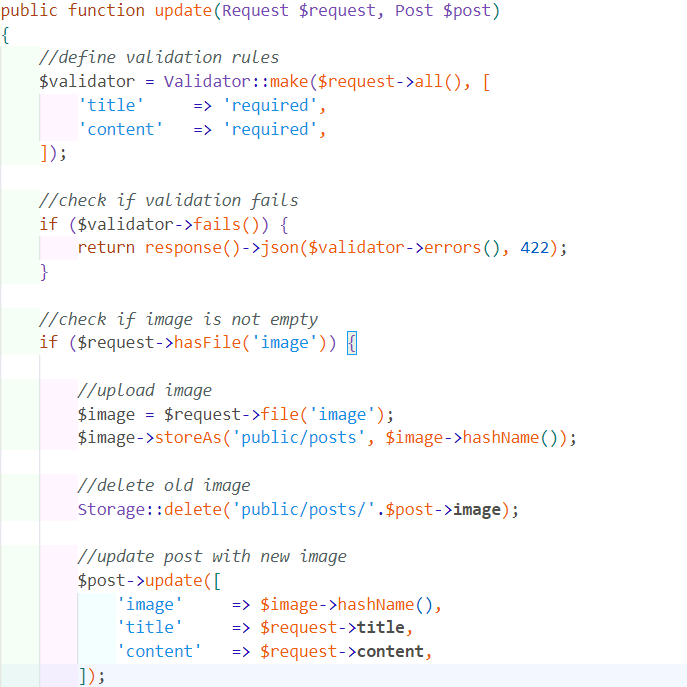 public function update(Request $request, Post $post)
{
    //define validation rules
    $validator = Validator::make($request->all(), [
        'title'     => 'required',
        'content'   => 'required',
    ]);
    //check if validation fails
    if ($validator->fails()) {
        return response()->json($validator->errors(), 422);
    }
    //check if image is not empty
    if ($request->hasFile('image')) {
        //upload image
        $image = $request->file('image');
        $image->storeAs('public/posts', $image->hashName());
        //delete old image
        Storage::delete('public/posts/'.$post->image);
        //update post with new image
        $post->update([
            'image'     => $image->hashName(),
            'title'     => $request->title,
            'content'   => $request->content,
        ]);